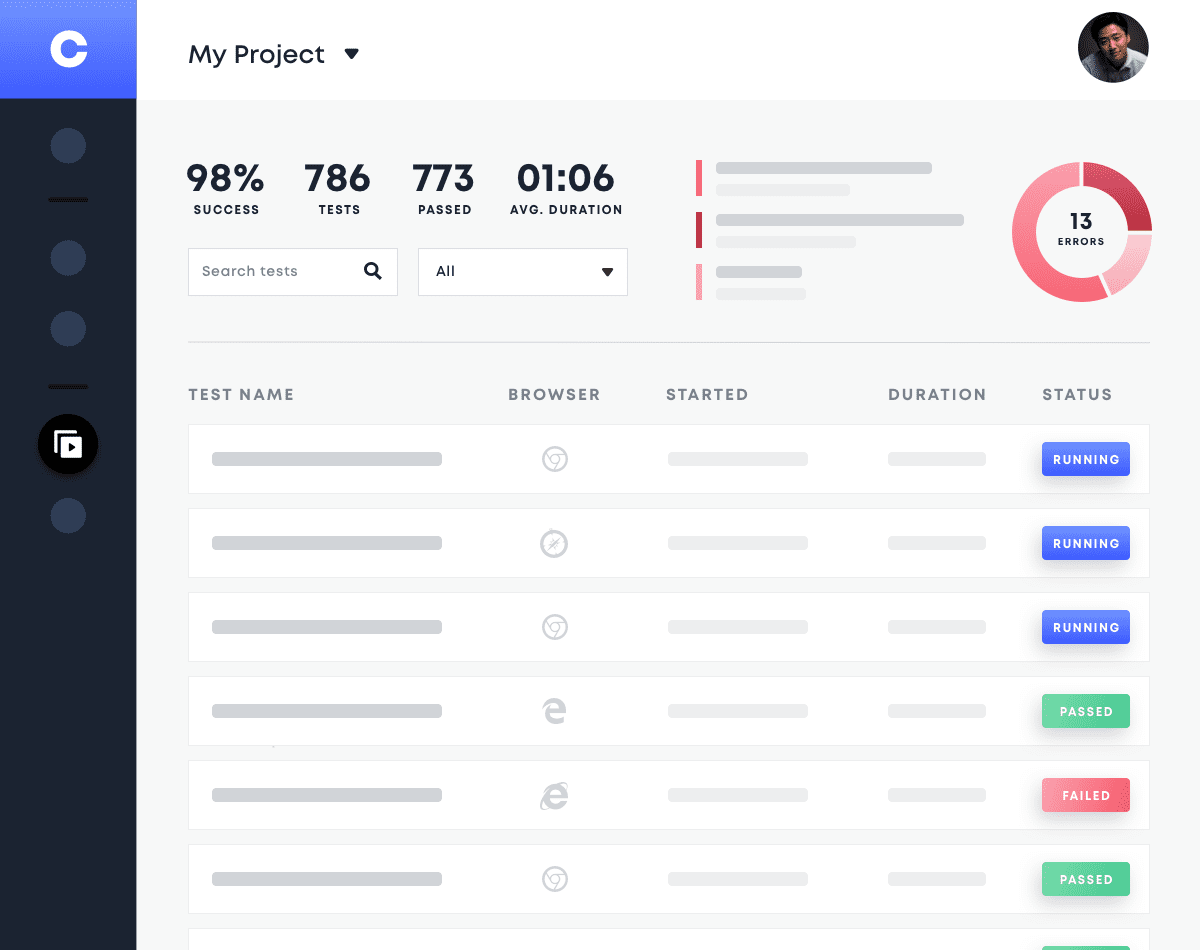 C
My Project
98% 786 773 01:06
SUCCESS TESTS PASSED AVG. DURATION
13
ERRORS
Search tests
All
TEST NAME BROWSER STARTED DURATION STATUS
RUNNING
RUNNING
RUNNING
PASSED
FAILED
PASSED